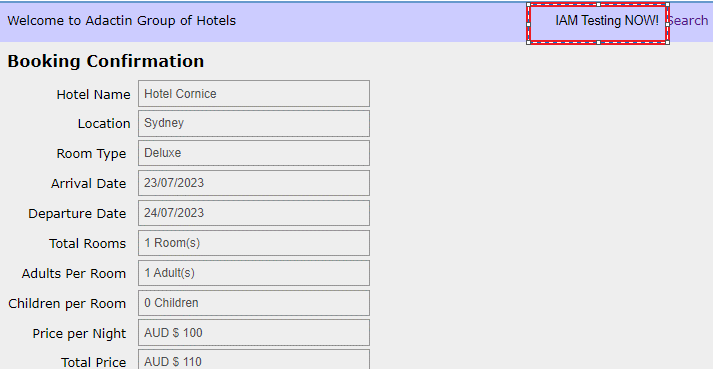 Welcome to Adactin Group of Hotels IAM Testing NOW! Search
Booking Confirmation
Hotel Name Hotel Cornice
Location Sydney
Room Type Deluxe
Arrival Date 23/07/2023
Departure Date 24/07/2023
Total Rooms 1 Room(s)
Adults Per Room 1 Adult(s)
Children per Room 0 Children
Price per Night AUD $ 100
Total Price AUD $ 110